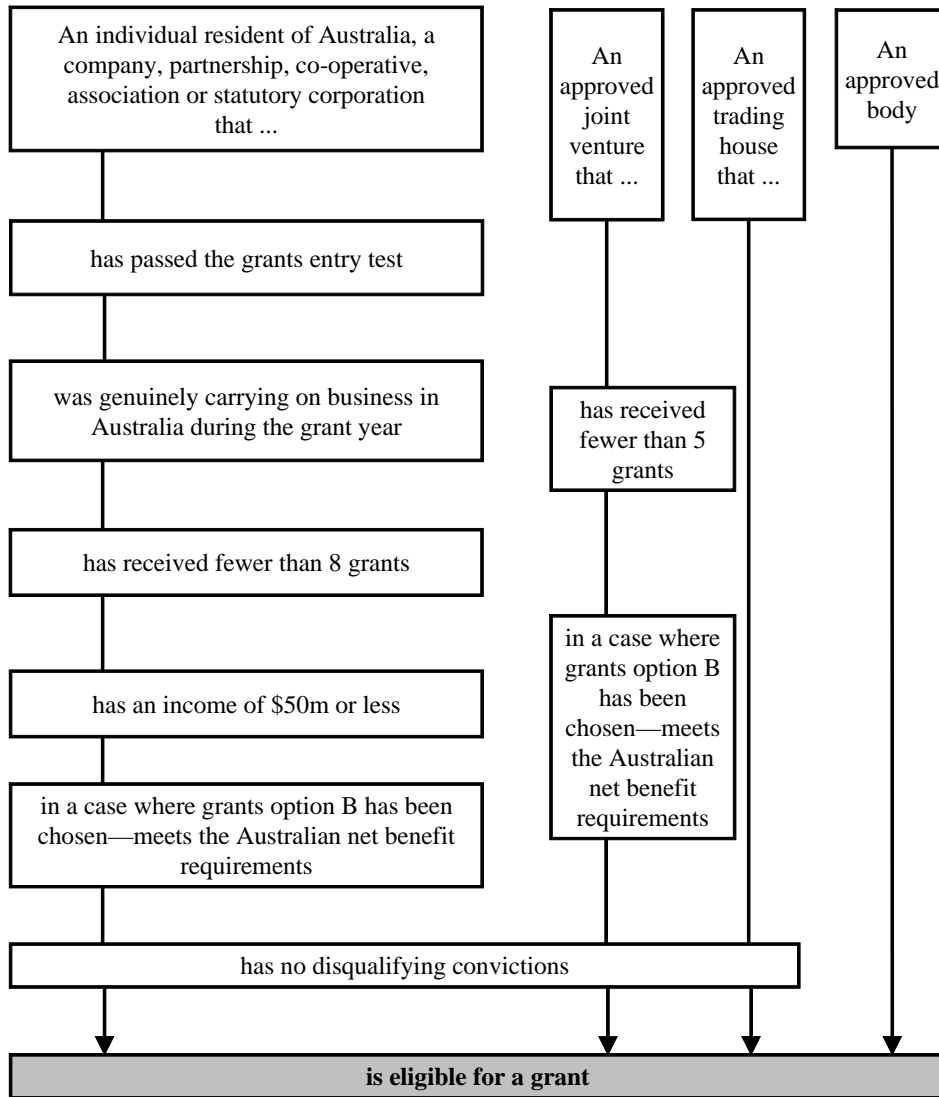 An individual resident of Australia, a
company, partnership, co-operative,
association or statutory corporation
that ...
An
approved
joint
venture
that ...
An
approved
trading
house
that ...
An
approved
body
has passed the grants entry test
was genuinely carrying on business in
Australia during the grant year
has received
fewer than 5
grants
has received fewer than 8 grants
has an income of $50m or less
in a case where
grants option B
has been
chosen—meets
the Australian
net benefit
requirements
in a case where grants option B has been
chosen—meets the Australian net benefit
requirements
has no disqualifying convictions
is eligible for a grant